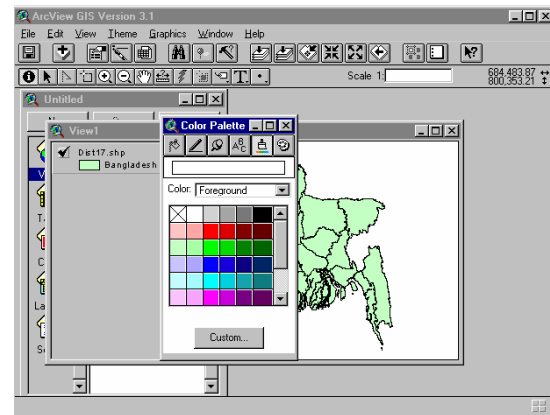 ArcView GIS Version 3.1
File Edit View Theme Graphics Window Help
Scale 1:
684,483.87
800,353.21
Untitled
View1
Dist17.shp
Bangladesh
Color Palette
Color: Foreground
Custom...